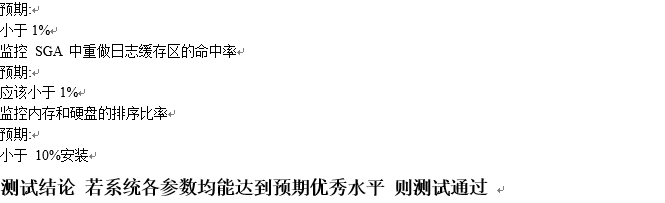 预期:
小于 1%
监控 SGA 中重做日志缓存区的命中率
预期:
应该小于 1%
监控内存和硬盘的排序比率
预期:
小于 10%安装
测试结论 若系统各参数均能达到预期优秀水平 则测试通过